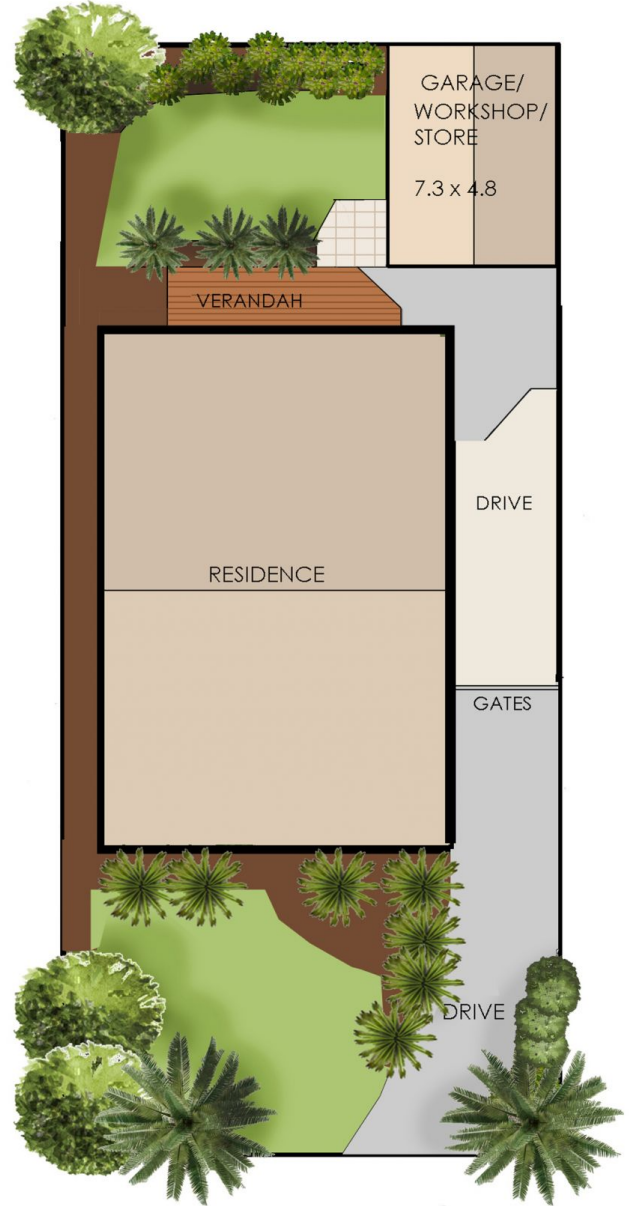 GARAGE/
WORKSHOP/
STORE
7.3 x 4.8
VERANDAH
DRIVE
RESIDENCE
GATES
DRIVE